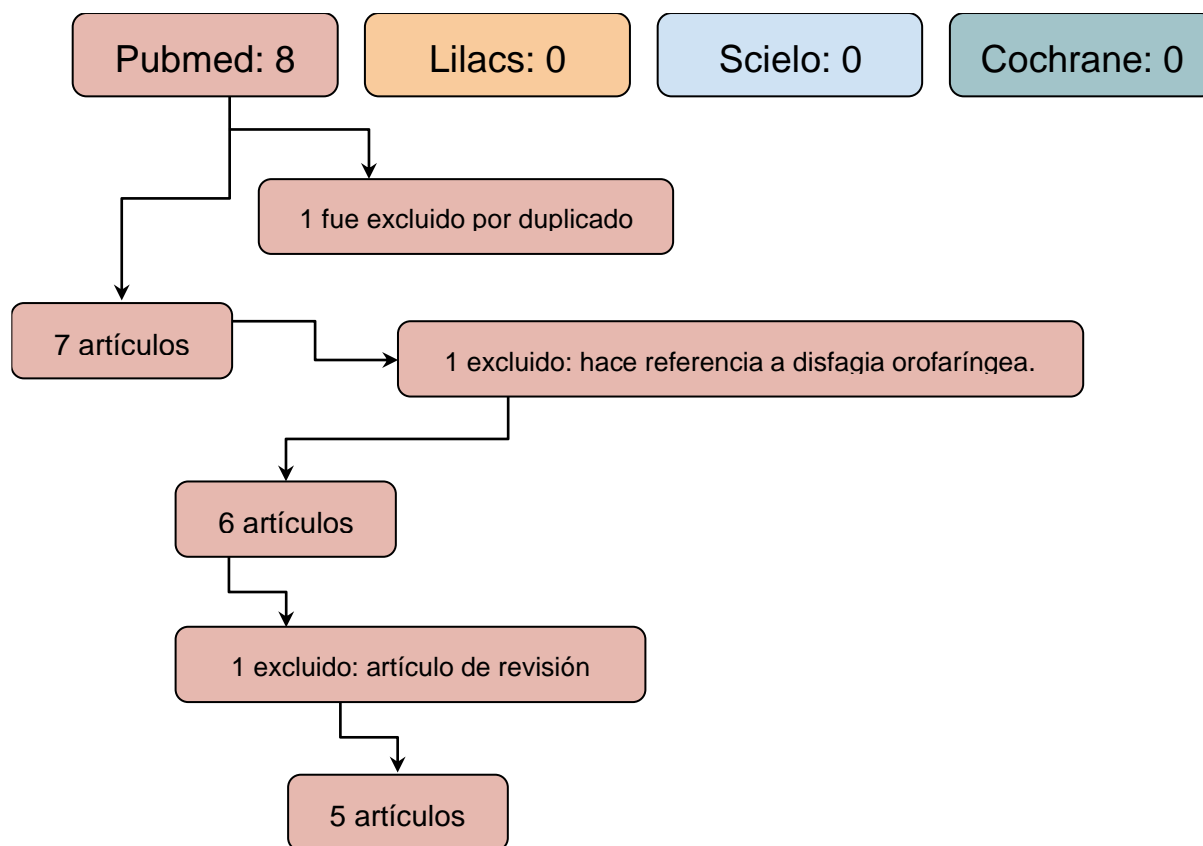 Pubmed: 8
Lilacs: 0
Scielo: 0
Cochrane: 0
1 fue excluido por duplicado
7 artículos
1 excluido: hace referencia a disfagia orofaríngea.
6 artículos
1 excluido: artículo de revisión
5 artículos